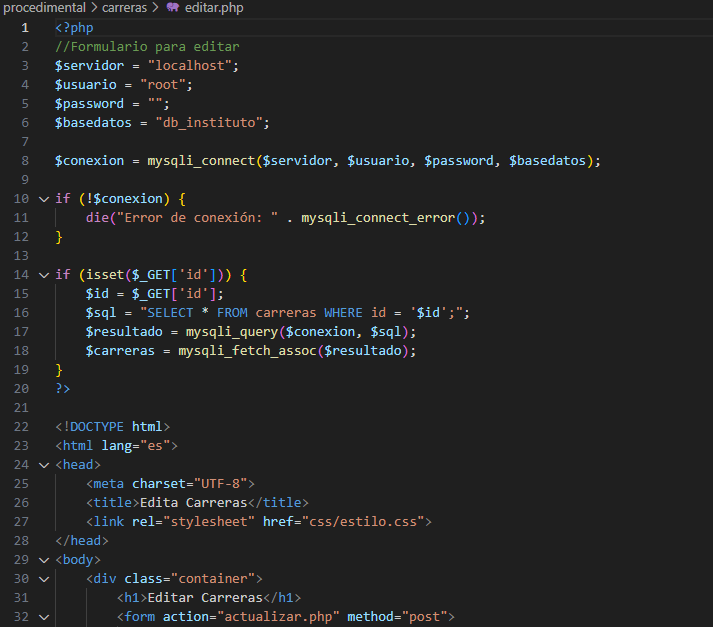 procedimental > carreras > editar.php
1 <?php
2 //Formulario para editar
3 $servidor = "localhost";
4 $usuario = "root";
5 $password = "";
6 $basedatos = "db_instituto";
7
8 $conexion = mysqli_connect($servidor, $usuario, $password, $basedatos);
9
10 if (!$conexion) {
11 die("Error de conexión: " . mysqli_connect_error());
12 }
13
14 if (isset($_GET['id'])) {
15 $id = $_GET['id'];
16 $sql = "SELECT * FROM carreras WHERE id = '$id';";
17 $resultado = mysqli_query($conexion, $sql);
18 $carreras = mysqli_fetch_assoc($resultado);
19 }
20 ?>
21
22 <!DOCTYPE html>
23 <html lang="es">
24 <head>
25 <meta charset="UTF-8">
26 <title>Edita Carreras</title>
27 <link rel="stylesheet" href="css/estilo.css">
28 </head>
29 <body>
30 <div class="container">
31 <h1>Editar Carreras</h1>
32 <form action="actualizar.php" method="post">